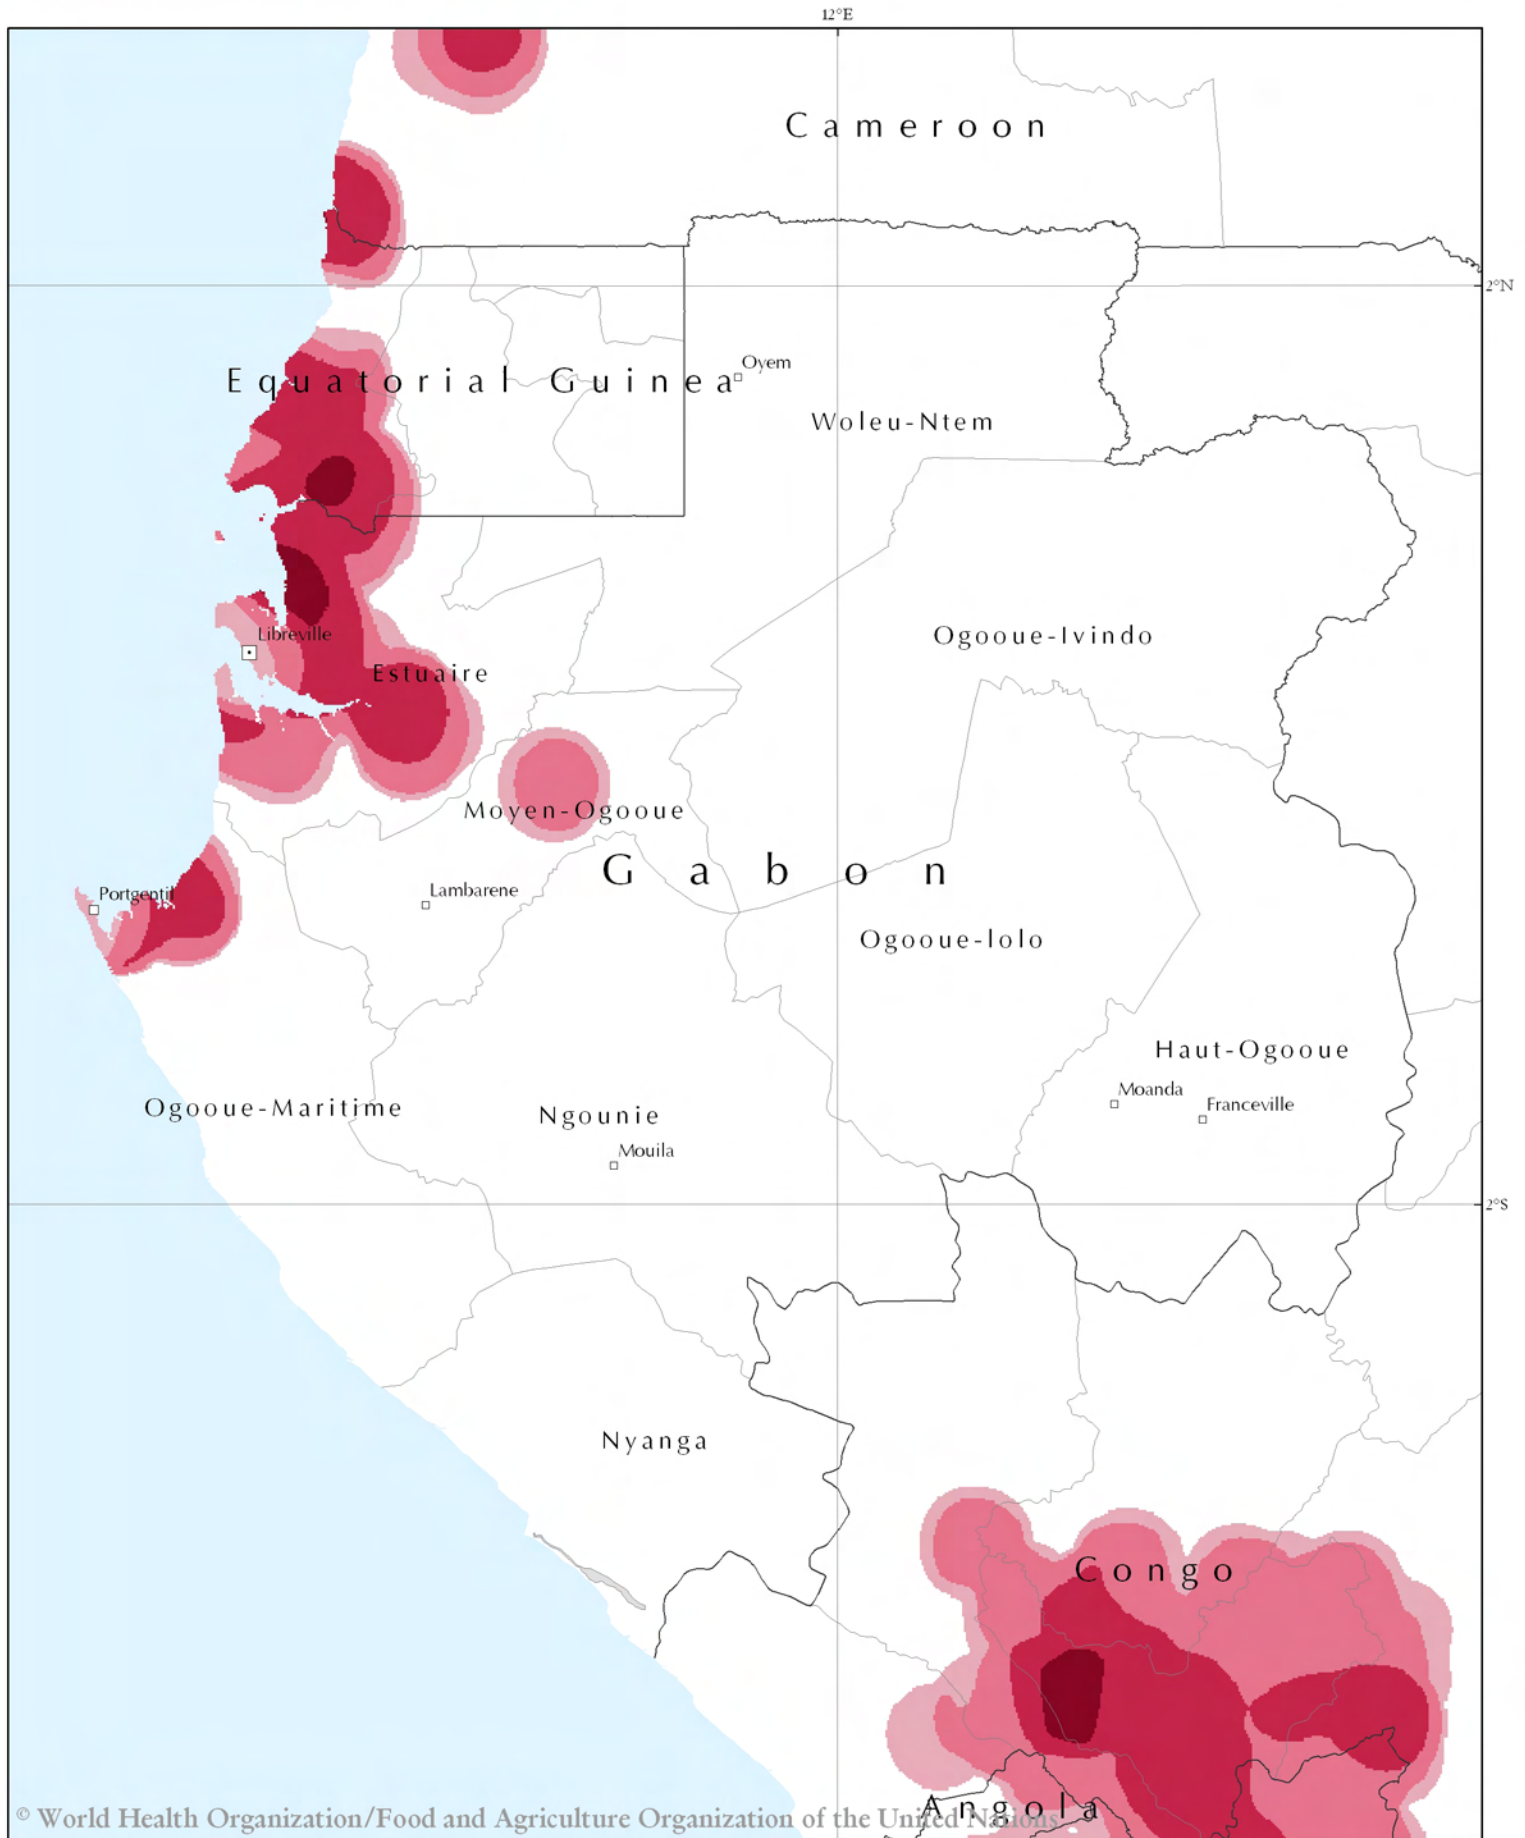 12°E
Cameroon
2°N
Equatorial Guinea
Oyem
Woleu-Ntem
Libreville
Ogooue-Ivindo
Estuaire
Moyen-Ogooue
Gabon
Portgentil
Lambarene
Ogooue-lolo
Haut-Ogooue
Moanda
Franceville
Ogooue-Maritime
Ngounie
Mouila
2°S
Nyanga
Congo
Angola
© World Health Organization/Food and Agriculture Organization of the United Nations